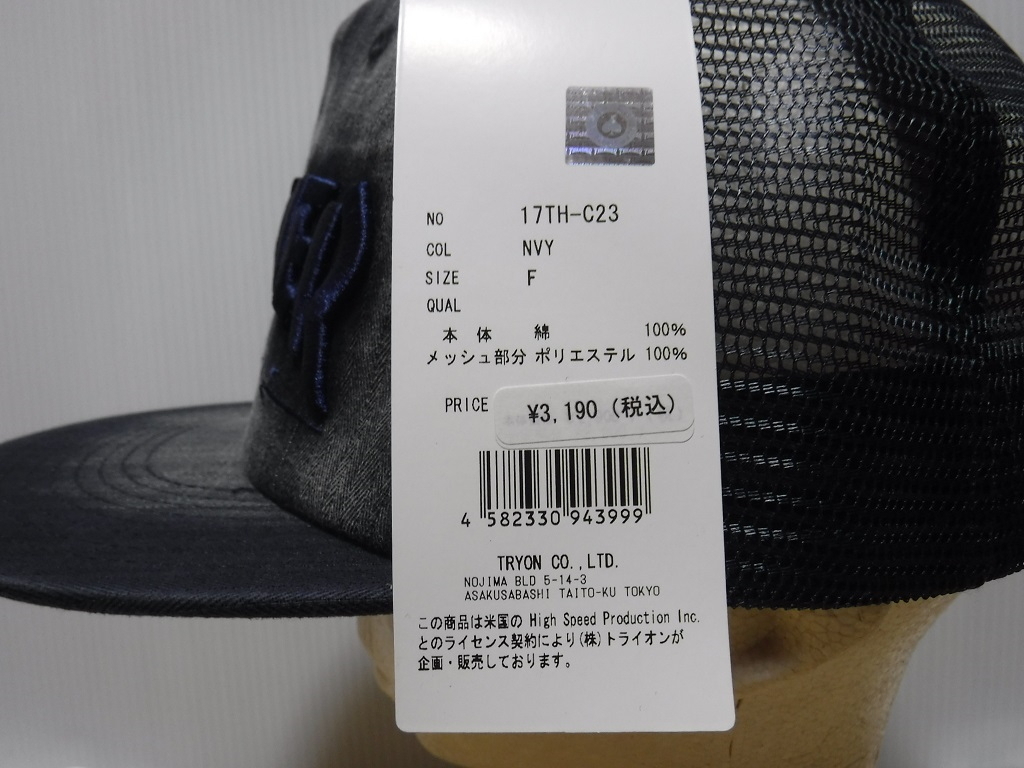 NO 17TH-C23
COL NVY
SIZE F
QUAL
本 体 綿 100%
メッシュ部分 ポリエステル 100%
PRICE ¥3,190 (税込)
4 582330 943999
TRYON CO.,LTD.
NOJIMA BLD 5-14-3
ASAKUSABASHI TAITO-KU TOKYO
この商品は米国の High Speed Production Inc.
とのライセンス契約により(株)トライオンが
企画・販売しております。